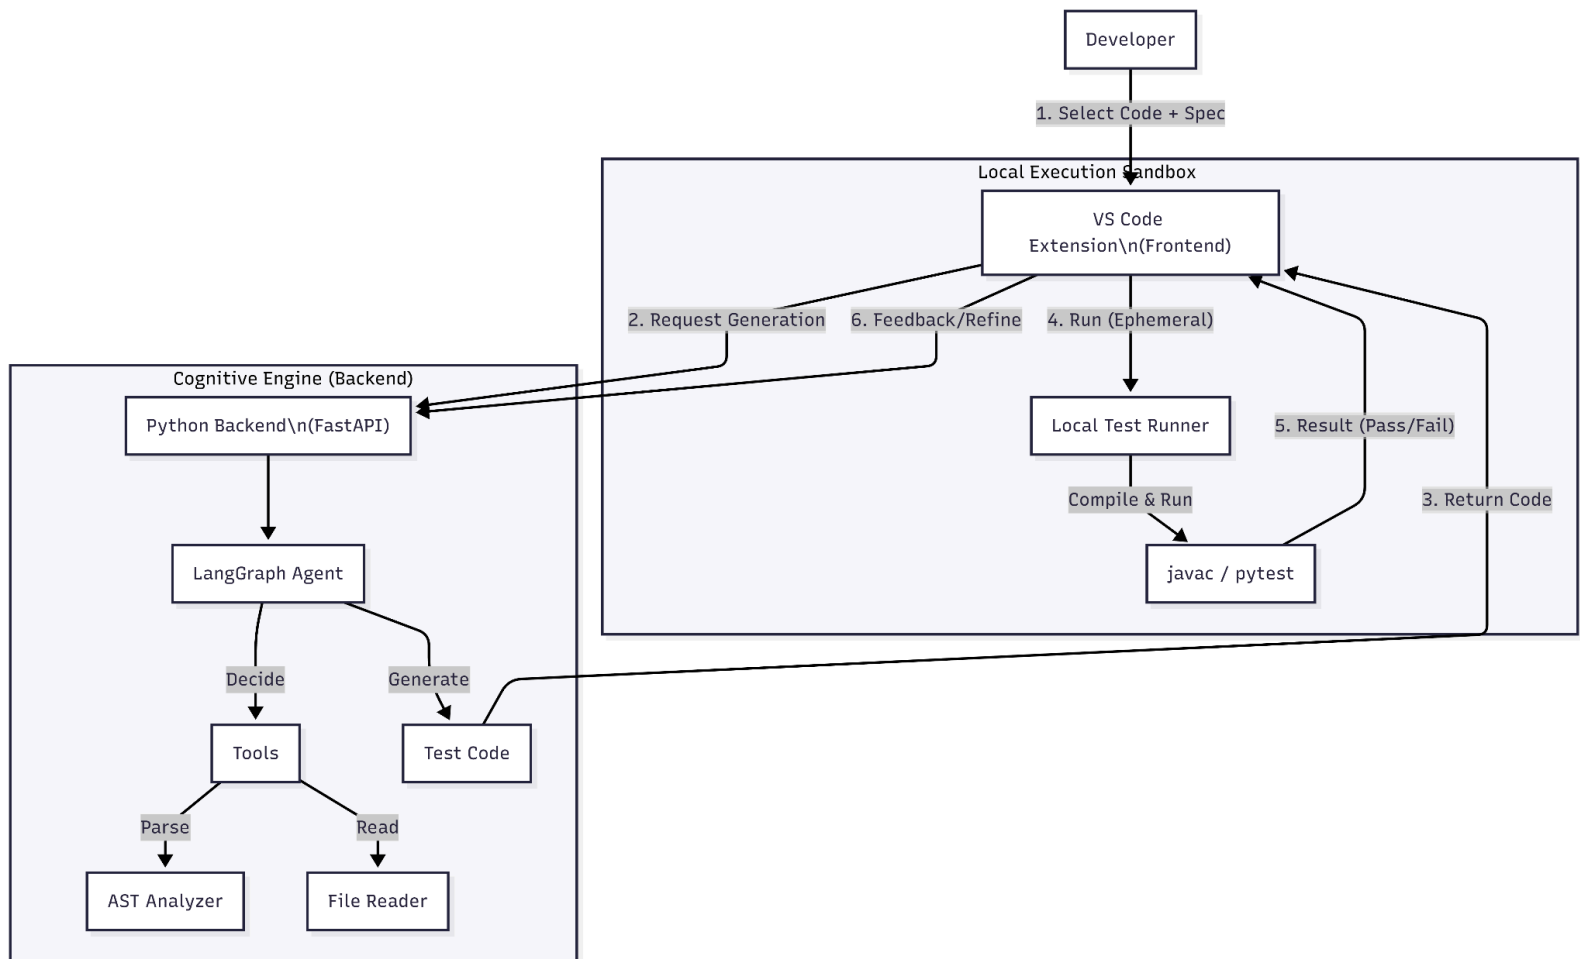 Developer
1. Select Code + Spec
Local Execution Sandbox
VS Code
Extension\n(Frontend)
2. Request Generation
6. Feedback/Refine
4. Run (Ephemeral)
Cognitive Engine (Backend)
Python Backend\n(FastAPI)
Local Test Runner
5. Result (Pass/Fail)
Compile & Run
3. Return Code
LangGraph Agent
javac / pytest
Decide
Generate
Tools
Test Code
Parse
Read
AST Analyzer
File Reader